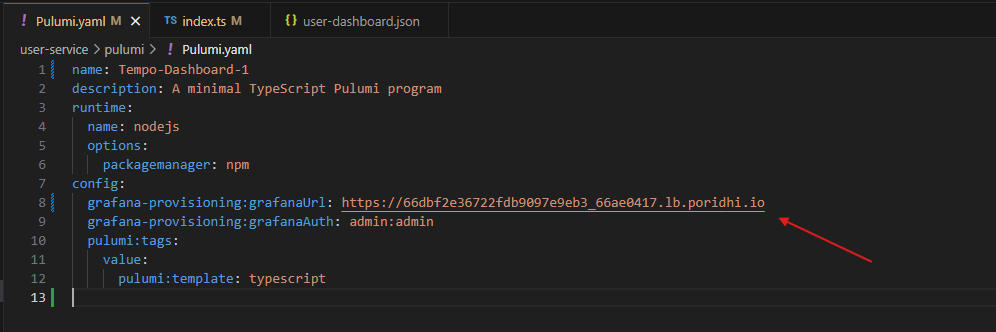 Pulumi.yaml M TS index.ts M {} user-dashboard.json
user-service > pulumi > ! Pulumi.yaml
1 name: Tempo-Dashboard-1
2 description: A minimal TypeScript Pulumi program
3 runtime:
4 name: nodejs
5 options:
6 packagemanager: npm
7 config:
8 grafana-provisioning:grafanaUrl: https://66dbf2e36722fdb9097e9eb3_66ae0417.lb.poridhi.io
9 grafana-provisioning:grafanaAuth: admin:admin
10 pulumi:tags:
11 value:
12 pulumi:template: typescript
13